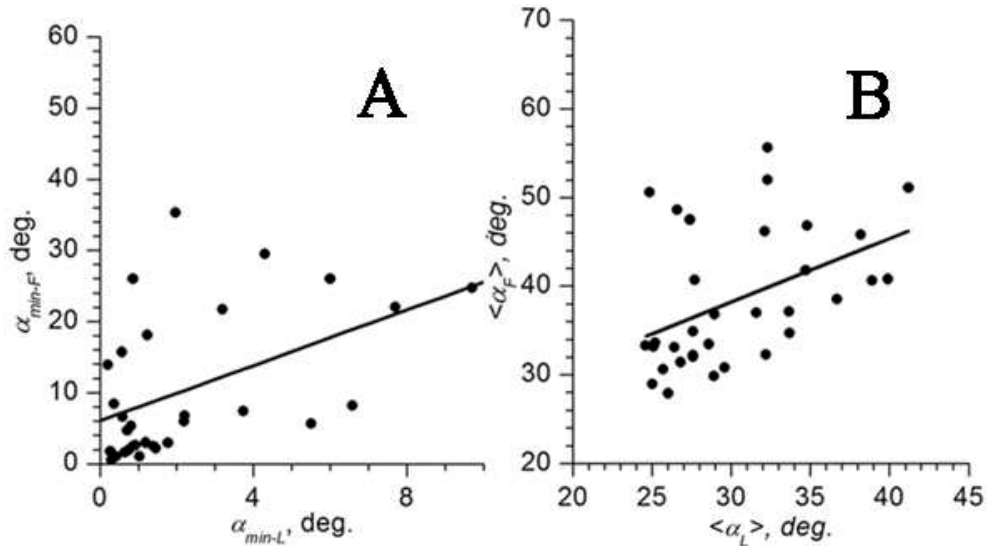 A
60
50
40
30
20
10
0
α_min-F, deg.
0 4 8
α_min-L, deg.
B
70
60
50
40
30
20
<α_F>, deg.
20 25 30 35 40 45
<α_L>, deg.